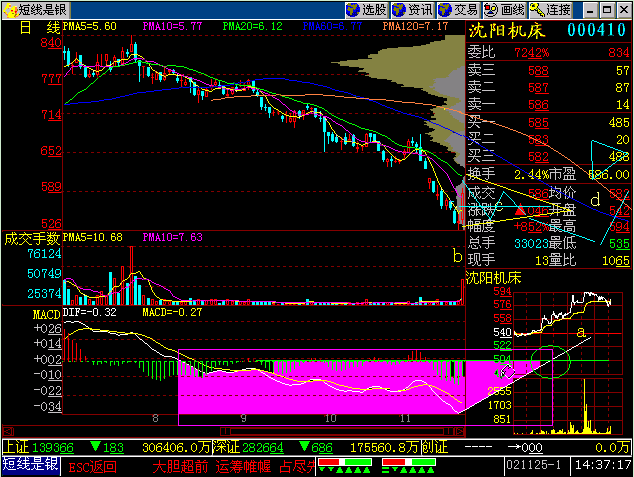 短线是银
选股 资讯 交易 画线 连接
日 线 PMA5=5.60 PMA10=5.77 PMA20=6.12 PMA60=6.77 PMA120=7.17
沈阳机床 000410
840
777
714
652
589
526
委比 7242% 834
卖三 588 57
卖二 587 87
卖一 586 14
买一 585 485
买二 583 20
买三 582 488
换手 2.44% 市盈 586.00
成交 586 均价
涨跌 开盘 542
幅度 +852% 最高 594
总手 33023 最低 535
现手 13 量比 1065
c
d
成交手数 PMA5=10.68 PMA10=7.83
76124
50749
25374
b
沈阳机床
594
576
558
540
522
504
a
2555
1703
851
MACD DIF=-0.32 MACD=-0.27
+026
+014
+002
-010
-022
-034
8 9 10 11
上证 139366 ▼183 306406.0万 深证 282664 ▼686 175560.8万 创证 ---- →000 0.0万
短线是银 ESC返回 大胆超前 运筹帷幄 占尽先 021125-1 14:37:17